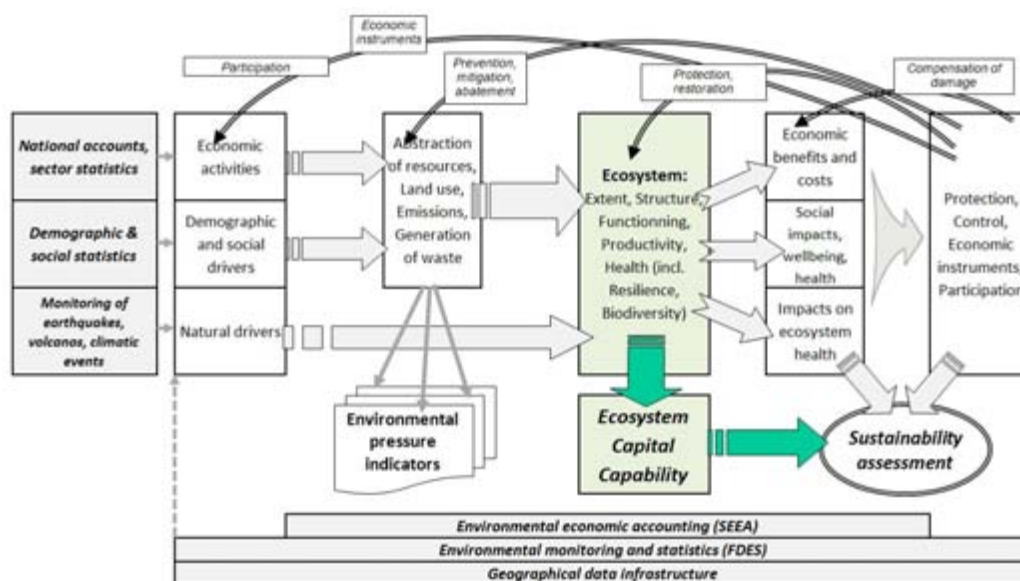 Economic
instruments
Participation
Prevention,
mitigation,
abatement
Protection,
restoration
Compensation of
damage
National accounts,
sector statistics
Demographic &
social statistics
Monitoring of
earthquakes,
volcanos, climatic
events
Economic
activities
Demographic
and social
drivers
Natural drivers
Abstraction
of resources,
Land use,
Emissions,
Generation
of waste
Environmental
pressure
indicators
Ecosystem:
Extent, Structure,
Functionning,
Productivity,
Health (incl.
Resilience,
Biodiversity)
Ecosystem
Capital
Capability
Economic
benefits and
costs
Social
impacts,
wellbeing,
health
Impacts on
ecosystem
health
Protection,
Control,
Economic
instruments,
Participation
Sustainability
assessment
Environmental economic accounting (SEEA)
Environmental monitoring and statistics (FDES)
Geographical data infrastructure